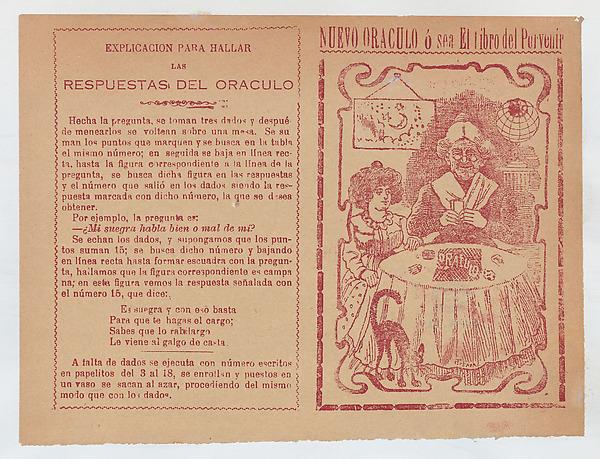 EXPLICACION PARA HALLAR
LAS
RESPUESTAS DEL ORACULO
Hecha la pregunta, se toman tres dados y despué-
de menearlos se voltean sobre una mesa. Se su
man los puntos que marquen y se busca en la tabla
el mismo número; en seguida se baja en línea rec-
ta, hasta la figura correspondiente a la línea de la
pregunta, se busca dicha figura en las respuestas
y el número que salió en los dados siendo la res-
puesta marcada con dicho número, la que se desea
obtener.
Por ejemplo, la pregunta es:
—¿Mi suegra habla bien o mal de mí?
Se echan los dados, y supongamos que los pun-
tos suman 15; se busca dicho número y bajando
en línea recta hasta formar escuadra con la pregun-
ta, hallamos que la figura correspondiente es campa
na; en esta figura vemos la respuesta señalada con
el número 15, que dice:
Es suegra y con eso basta
Para que te hagas el cargo;
Sabes que lo rabilargo
Le viene al galgo de casta.
A falta de dados se ejecuta con número escritos
en papelitos del 3 al 18, se enrollan y puestos en
un vaso se sacan al azar, procediendo del mismo
modo que con los dados.
NUEVO ORACULO ó sea El Libro del Porvenir